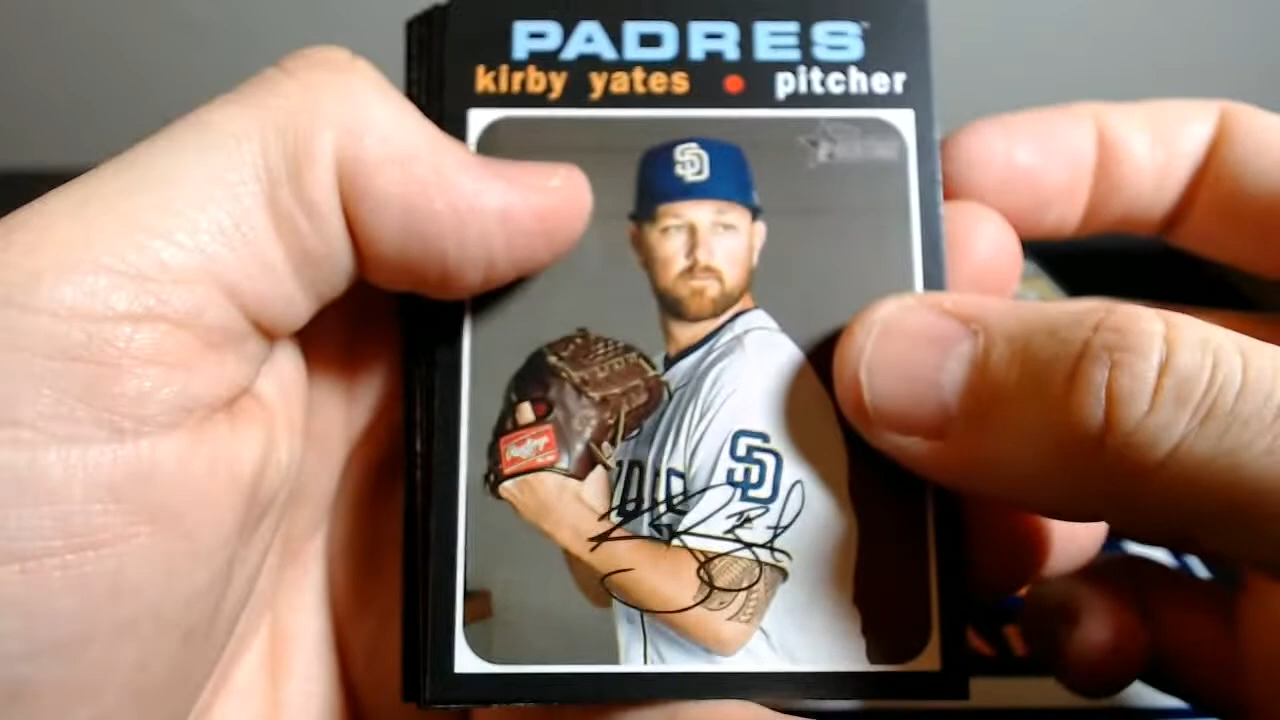 PADRES
kirby yates • pitcher
SD
Rawlings
SD